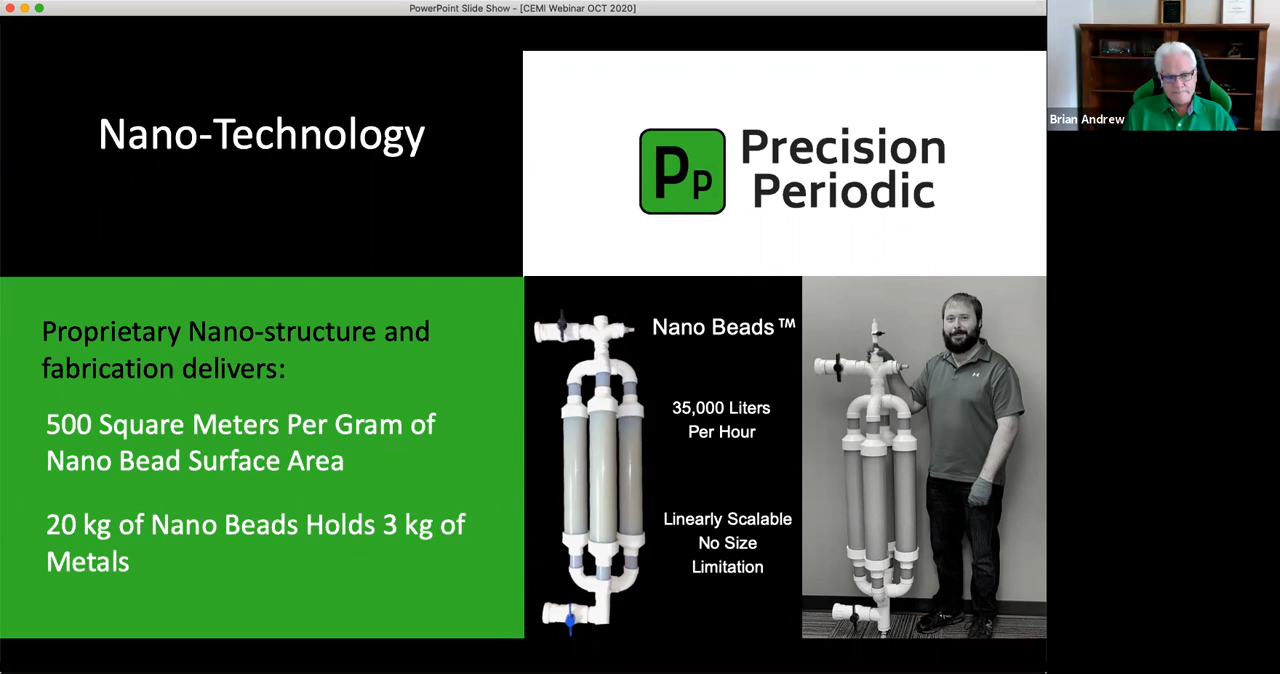 PowerPoint Slide Show - [CEMI Webinar OCT 2020]
Nano-Technology
Pp
Precision
Periodic
Brian Andrew
Proprietary Nano-structure and
fabrication delivers:
500 Square Meters Per Gram of
Nano Bead Surface Area
20 kg of Nano Beads Holds 3 kg of
Metals
Nano Beads™
35,000 Liters
Per Hour
Linearly Scalable
No Size
Limitation